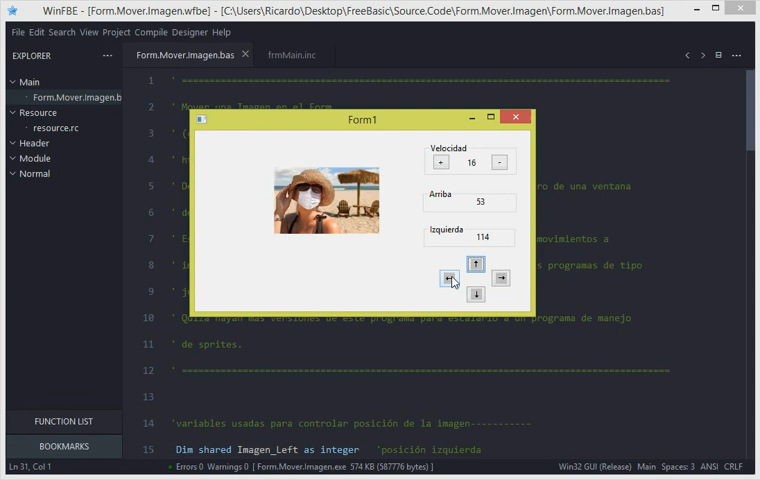 WinFBE - [Form.Mover.Imagen.wfbe] - [C:\Users\Ricardo\Desktop\FreeBasic\Source.Code\Form.Mover.Imagen\Form.Mover.Imagen.bas]
File Edit Search View Project Compile Designer Help
EXPLORER ···
Form.Mover.Imagen.bas
frmMain.inc
Main
Form.Mover.Imagen.b
Resource
resource.rc
Header
Module
Normal
FUNCTION LIST
BOOKMARKS
1 ' ================================================================================
2 ' Mover una Imagen en el Form
3 '
4 '
5 ' ro de una ventana
6 '
7 ' movimientos a
8 ' s programas de tipo
9 '
10 ' Quizá hayan más versiones de este programa para escalarlo a un programa de manejo
11 ' de sprites.
12 ' ================================================================================
13
14 'variables usadas para controlar posición de la imagen-----------
15 Dim shared Imagen_Left as integer 'posición izquierda
Form1
Velocidad
+ 16 -
Arriba
53
Izquierda
114
↑
← →
↓
Ln 31, Col 1
Errors 0 Warnings 0 [ Form.Mover.Imagen.exe 574 KB (587776 bytes) ]
Win32 GUI (Release) Main Spaces: 3 ANSI CRLF